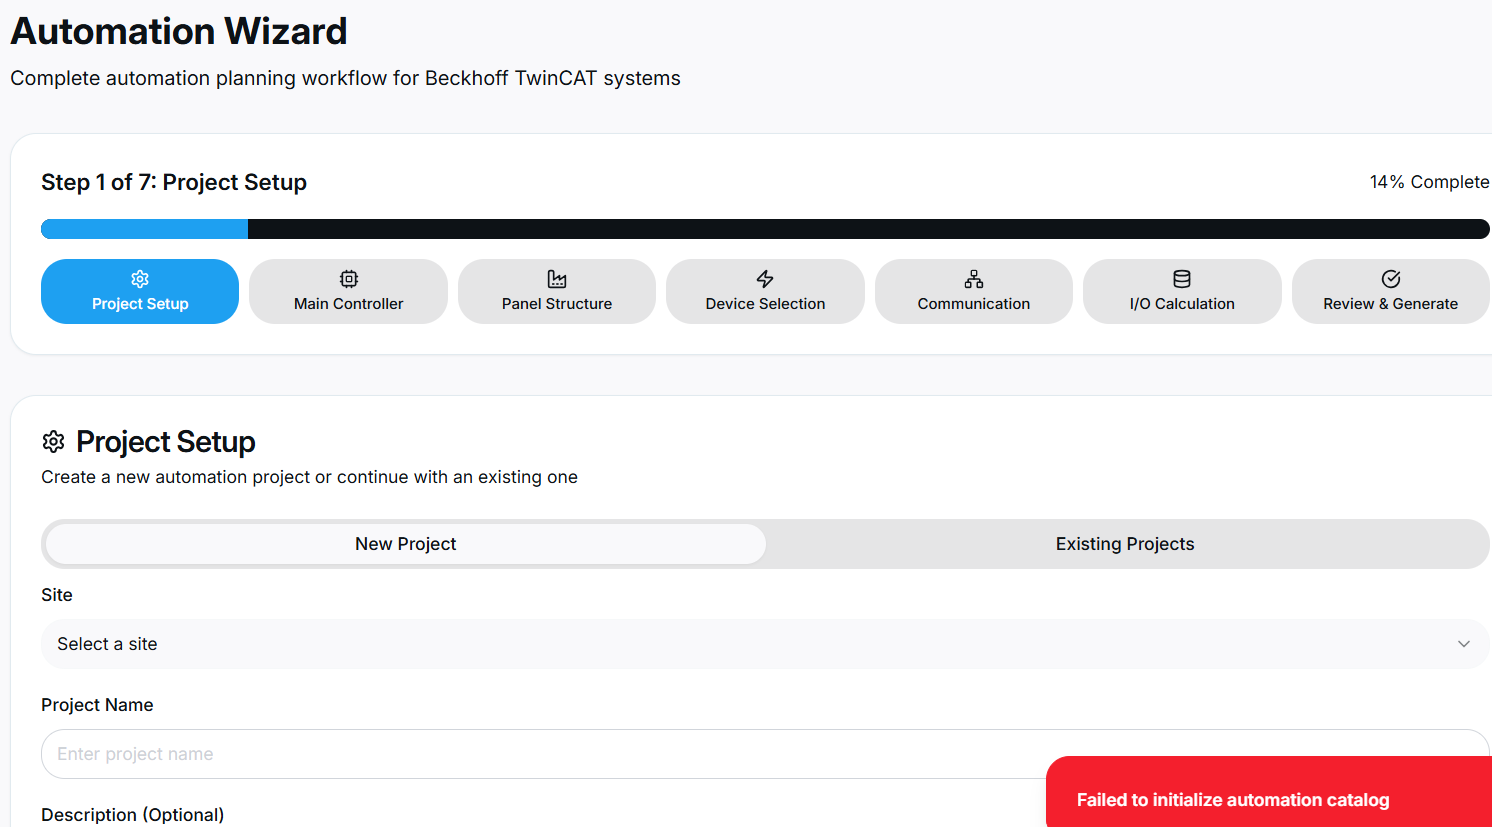 Automation Wizard
Complete automation planning workflow for Beckhoff TwinCAT systems
Step 1 of 7: Project Setup
14% Complete
Project Setup
Main Controller
Panel Structure
Device Selection
Communication
I/O Calculation
Review & Generate
Project Setup
Create a new automation project or continue with an existing one
New Project
Existing Projects
Site
Select a site
Project Name
Enter project name
Failed to initialize automation catalog
Description (Optional)